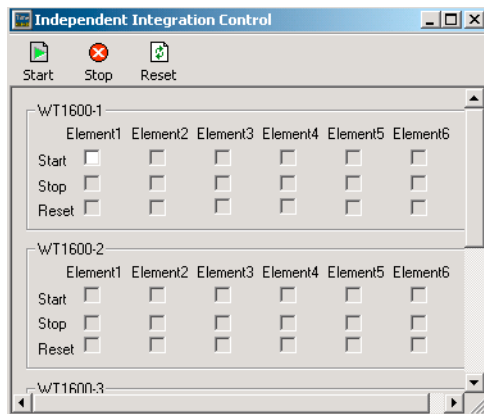 Independent Integration Control
Start Stop Reset
WT1600-1
Element1 Element2 Element3 Element4 Element5 Element6
Start
Stop
Reset
WT1600-2
Element1 Element2 Element3 Element4 Element5 Element6
Start
Stop
Reset
WT1600-3